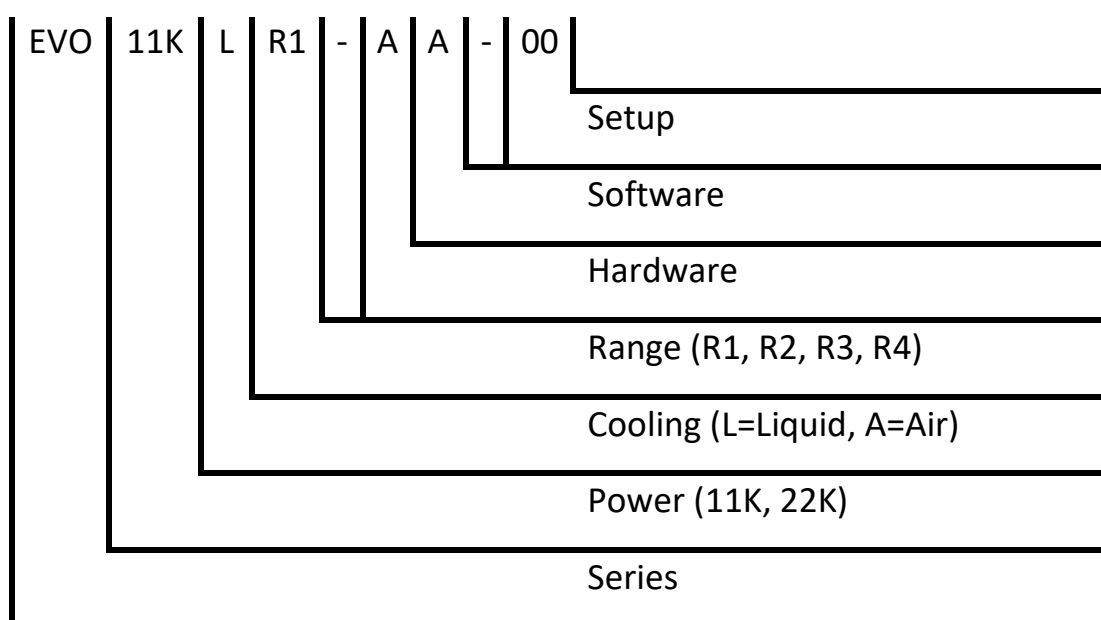 EVO 11K L R1 - A A - 00
Setup
Software
Hardware
Range (R1, R2, R3, R4)
Cooling (L=Liquid, A=Air)
Power (11K, 22K)
Series